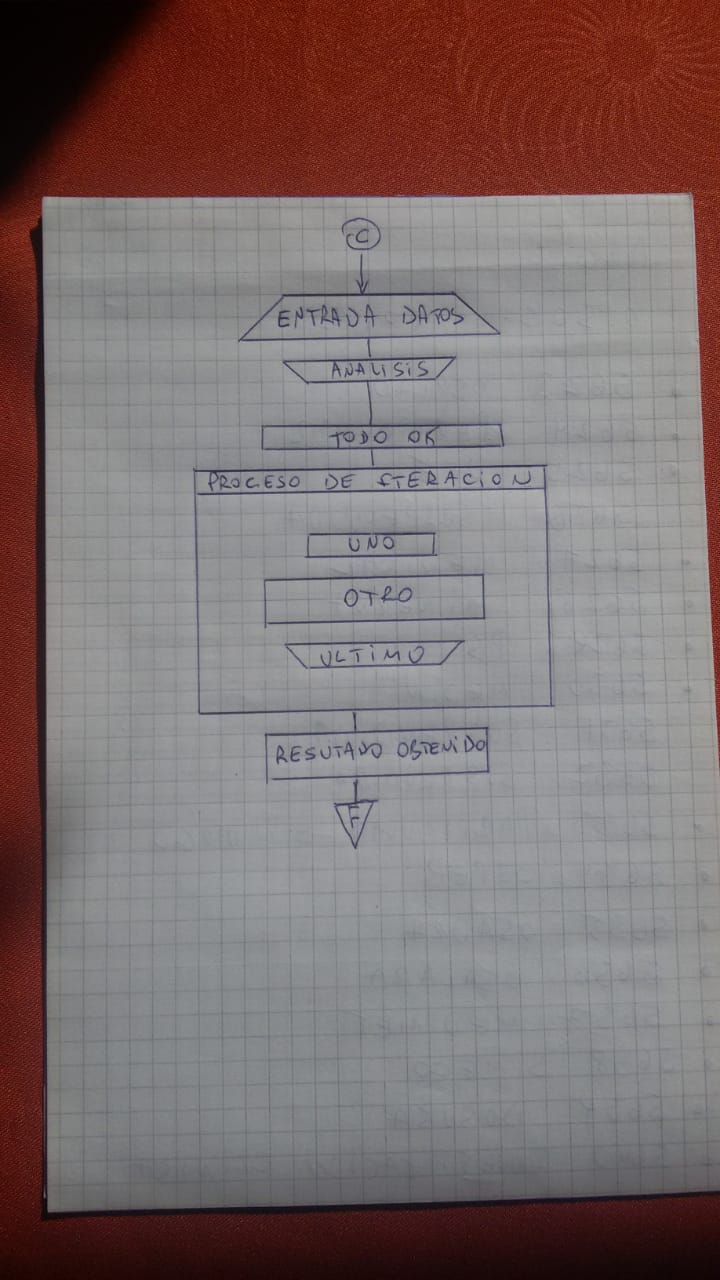 C
ENTRADA DATOS
ANALISIS
TODO OK
PROCESO DE ITERACION
UNO
OTRO
ULTIMO
RESUTADO OBTENIDO
F